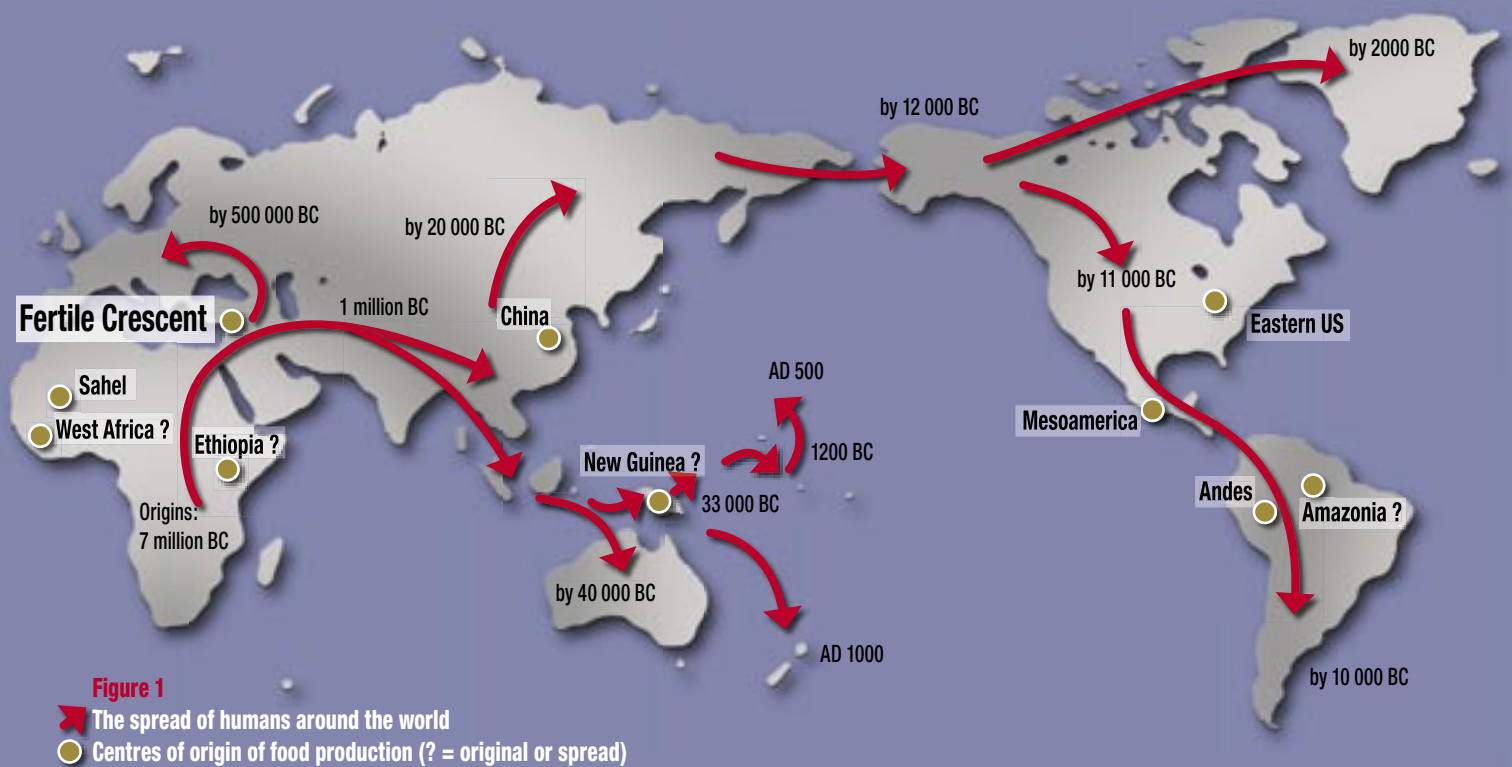 by 2000 BC
by 12 000 BC
by 500 000 BC
by 20 000 BC
by 11 000 BC
1 million BC
Fertile Crescent
China
Eastern US
Sahel
AD 500
West Africa ?
Mesoamerica
Ethiopia ?
1200 BC
New Guinea ?
Andes
33 000 BC
Amazonia ?
Origins:
7 million BC
by 40 000 BC
AD 1000
by 10 000 BC
Figure 1
The spread of humans around the world
Centres of origin of food production (? = original or spread)